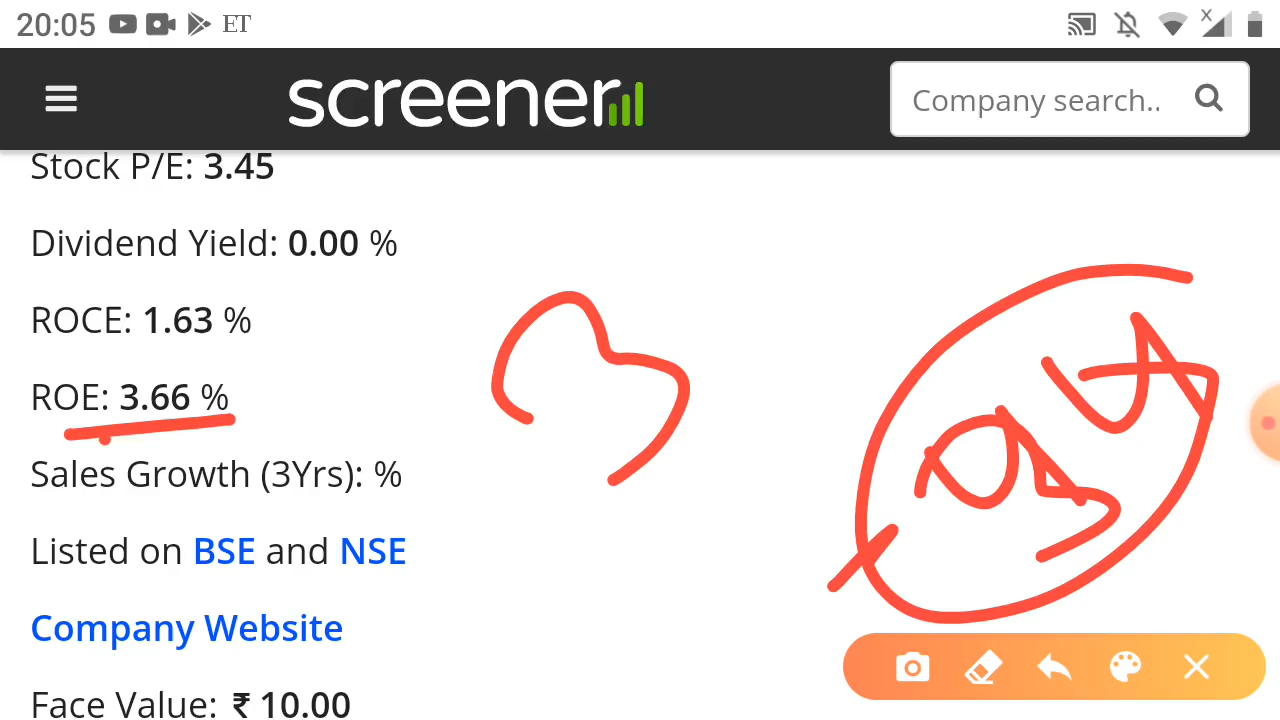 20:05 ET
screener
Company search..
Stock P/E: 3.45
Dividend Yield: 0.00 %
ROCE: 1.63 %
ROE: 3.66 %
3
Sales Growth (3Yrs): %
Listed on BSE and NSE
Company Website
Face Value: ₹ 10.00